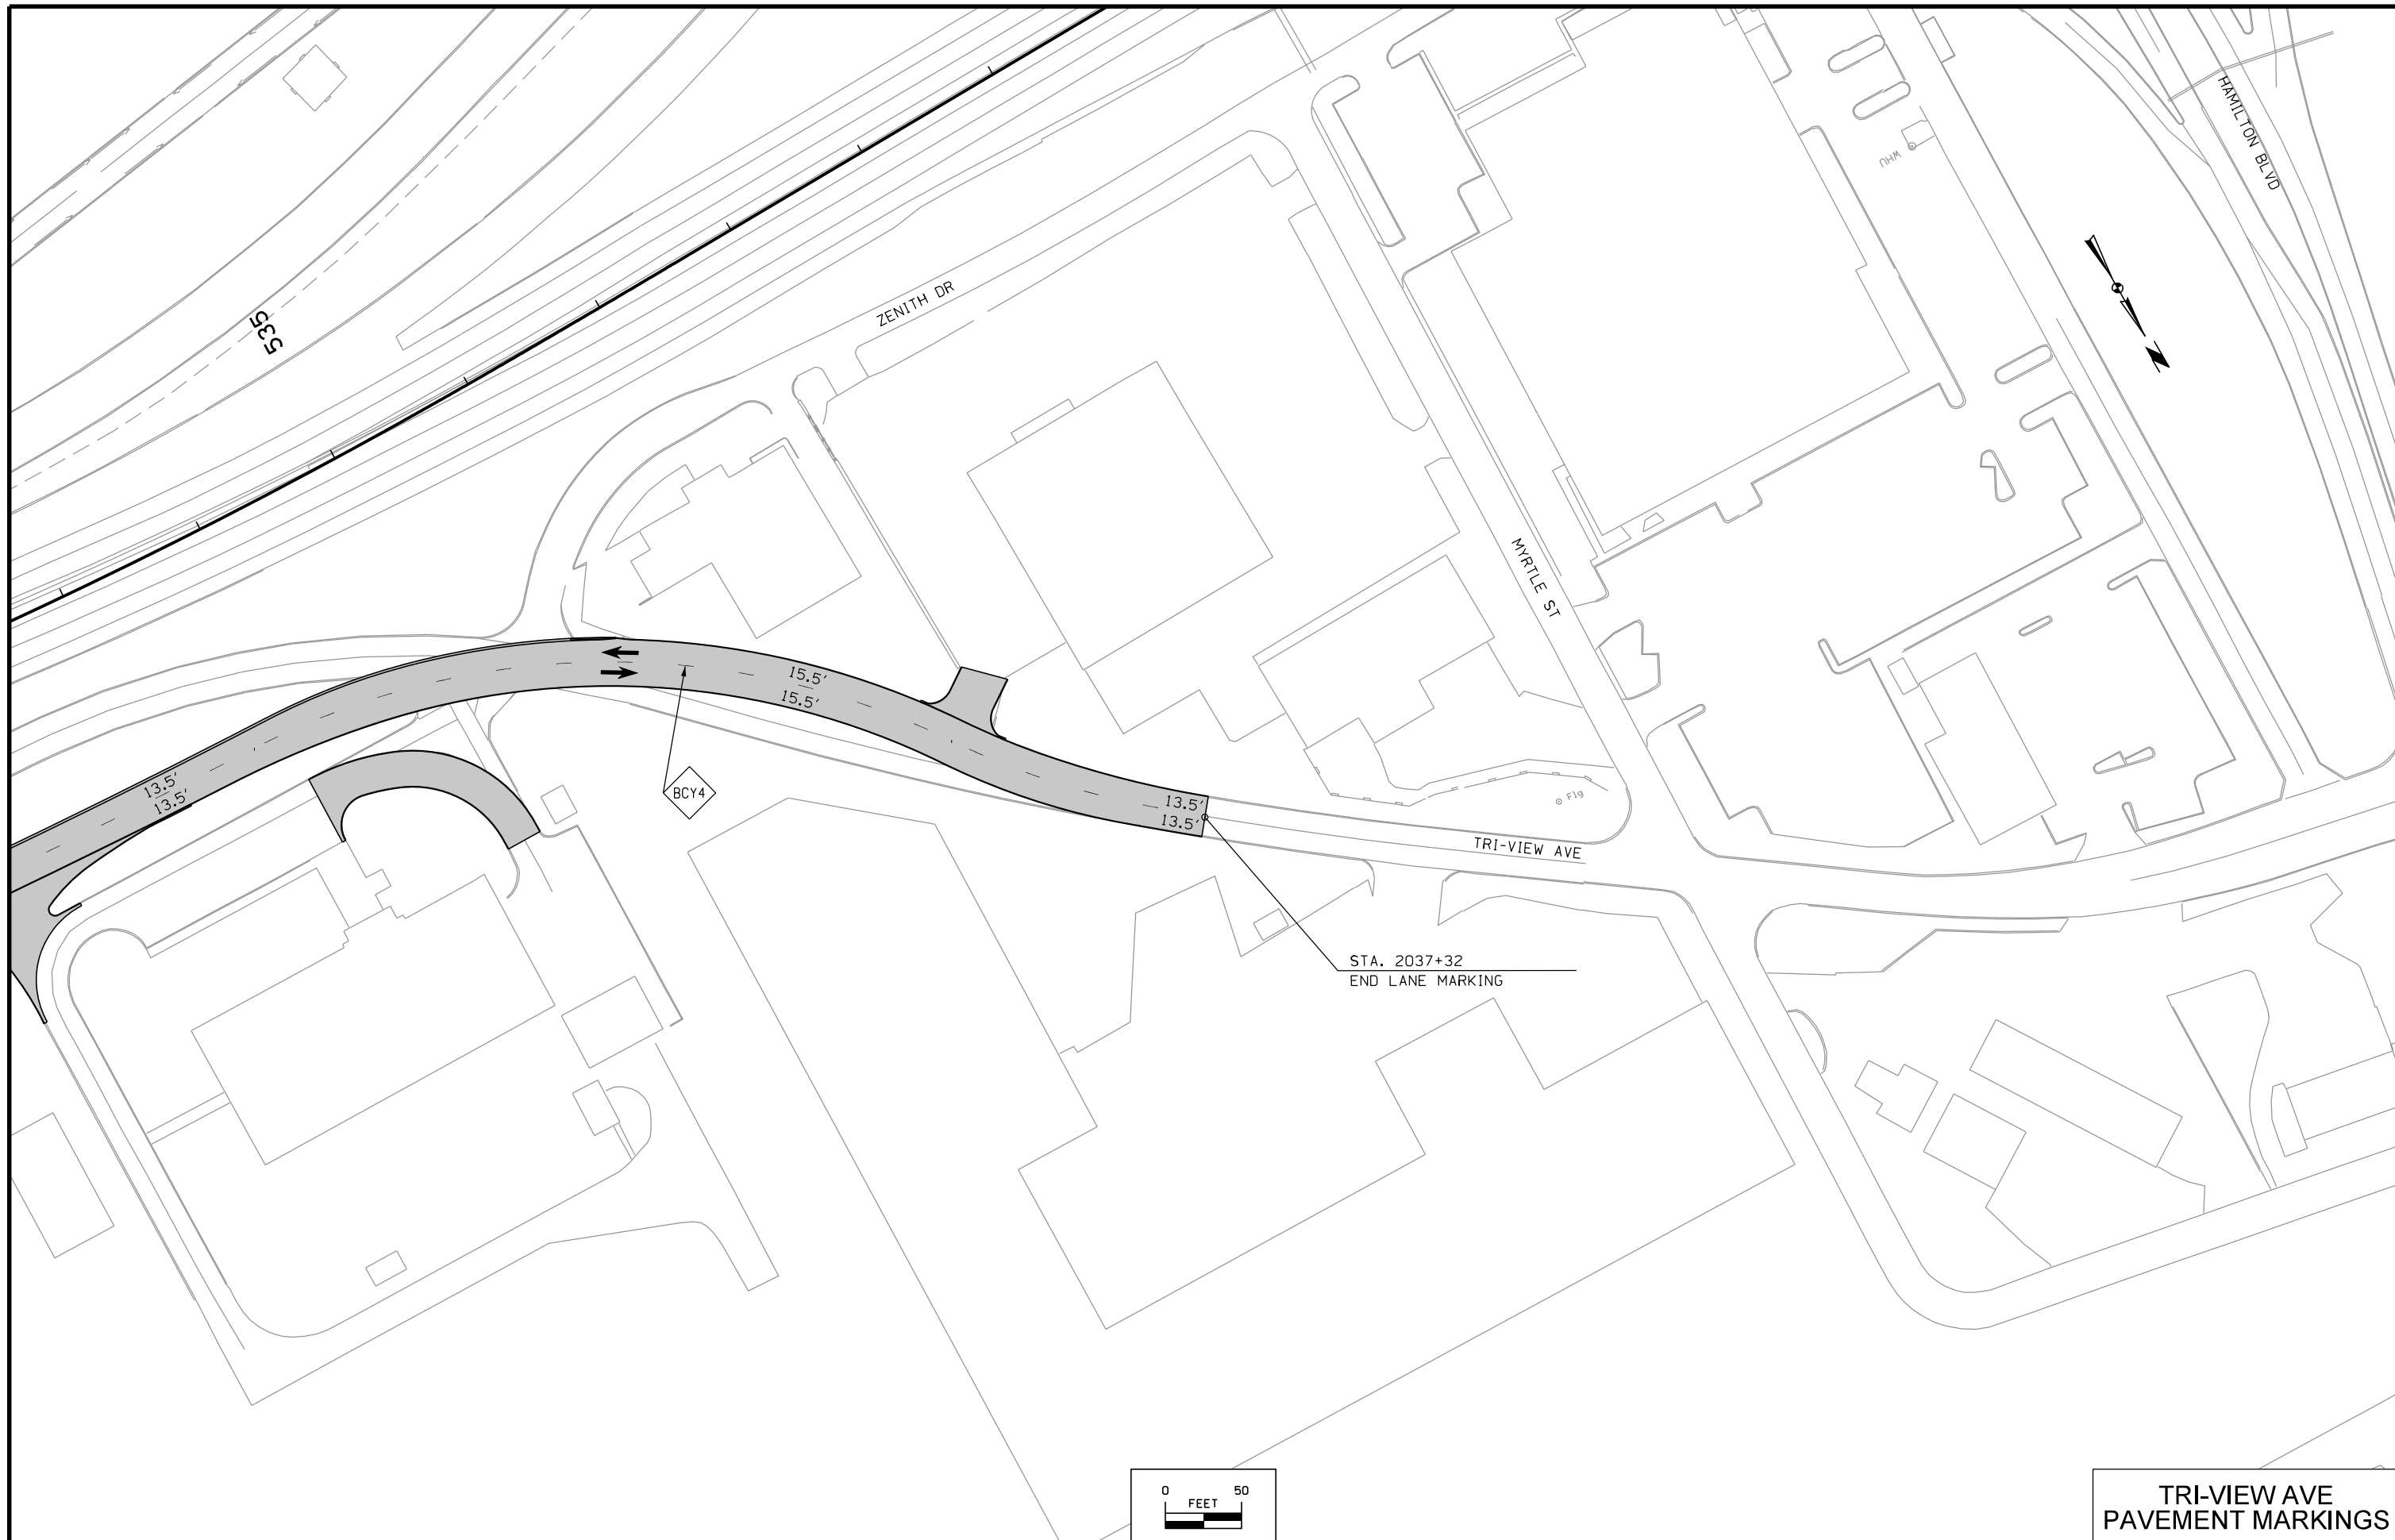 HAMILTON BLVD
WHU
535
ZENITH DR
N
MYRTLE ST
15.5'
15.5'
13.5'
13.5'
BCY4
13.5'
13.5'
Flg
TRI-VIEW AVE
STA. 2037+32
END LANE MARKING
0 50
FEET
TRI-VIEW AVE
PAVEMENT MARKINGS